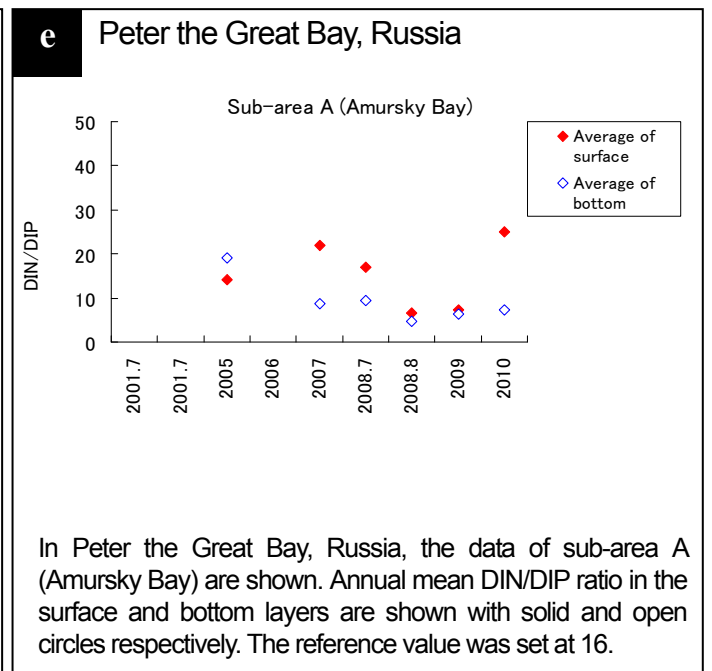 e Peter the Great Bay, Russia
Sub-area A (Amursky Bay)
50
40
30
20
10
0
DIN/DIP
2001.7
2001.7
2005
2006
2007
2008.7
2008.8
2009
2010
Average of
surface
Average of
bottom
In Peter the Great Bay, Russia, the data of sub-area A
(Amursky Bay) are shown. Annual mean DIN/DIP ratio in the
surface and bottom layers are shown with solid and open
circles respectively. The reference value was set at 16.